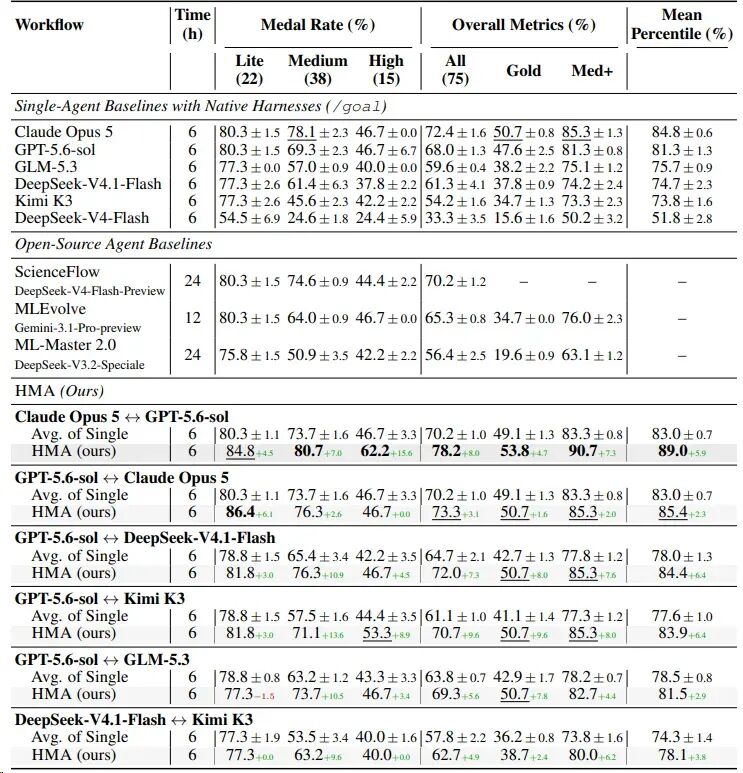 Workflow Time (h) Medal Rate (%) Overall Metrics (%) Mean Percentile (%)
Lite (22) Medium (38) High (15) All (75) Gold Med+
Single-Agent Baselines with Native Harnesses (/goal)
Claude Opus 5 6 80.3 ± 1.5 78.1 ± 2.3 46.7 ± 0.0 72.4 ± 1.6 50.7 ± 0.8 85.3 ± 1.3 84.8 ± 0.6
GPT-5.6-sol 6 80.3 ± 1.5 69.3 ± 2.3 46.7 ± 6.7 68.0 ± 1.3 47.6 ± 2.5 81.3 ± 0.8 81.3 ± 1.3
GLM-5.3 6 77.3 ± 0.0 57.0 ± 0.9 40.0 ± 0.0 59.6 ± 0.4 38.2 ± 2.2 75.1 ± 1.2 75.7 ± 0.9
DeepSeek-V4.1-Flash 6 77.3 ± 2.6 61.4 ± 6.3 37.8 ± 2.2 61.3 ± 4.1 37.8 ± 0.9 74.2 ± 2.4 74.7 ± 2.3
Kimi K3 6 77.3 ± 2.6 45.6 ± 2.3 42.2 ± 2.2 54.2 ± 1.6 34.7 ± 1.3 73.3 ± 2.3 73.8 ± 1.6
DeepSeek-V4-Flash 6 54.5 ± 6.9 24.6 ± 1.8 24.4 ± 5.9 33.3 ± 3.5 15.6 ± 1.6 50.2 ± 3.2 51.8 ± 2.8
Open-Source Agent Baselines
ScienceFlow
DeepSeek-V4-Flash-Preview 24 80.3 ± 1.5 74.6 ± 0.9 44.4 ± 2.2 70.2 ± 1.2 – – –
MLEvolve
Gemini-3.1-Pro-preview 12 80.3 ± 1.5 64.0 ± 0.9 46.7 ± 0.0 65.3 ± 0.8 34.7 ± 0.0 76.0 ± 2.3 –
ML-Master 2.0
DeepSeek-V3.2-Speciale 24 75.8 ± 1.5 50.9 ± 3.5 42.2 ± 2.2 56.4 ± 2.5 19.6 ± 0.9 63.1 ± 1.2 –
HMA (Ours)
Claude Opus 5 ↔ GPT-5.6-sol
Avg. of Single 6 80.3 ± 1.1 73.7 ± 1.6 46.7 ± 3.3 70.2 ± 1.0 49.1 ± 1.3 83.3 ± 0.8 83.0 ± 0.7
HMA (ours) 6 84.8+4.5 80.7+7.0 62.2+15.6 78.2+8.0 53.8+4.7 90.7+7.3 89.0+5.9
GPT-5.6-sol ↔ Claude Opus 5
Avg. of Single 6 80.3 ± 1.1 73.7 ± 1.6 46.7 ± 3.3 70.2 ± 1.0 49.1 ± 1.3 83.3 ± 0.8 83.0 ± 0.7
HMA (ours) 6 86.4+6.1 76.3+2.6 46.7+0.0 73.3+3.1 50.7+1.6 85.3+2.0 85.4+2.3
GPT-5.6-sol ↔ DeepSeek-V4.1-Flash
Avg. of Single 6 78.8 ± 1.5 65.4 ± 3.4 42.2 ± 3.5 64.7 ± 2.1 42.7 ± 1.3 77.8 ± 1.2 78.0 ± 1.3
HMA (ours) 6 81.8+3.0 76.3+10.9 46.7+4.5 72.0+7.3 50.7+8.0 85.3+7.6 84.4+6.4
GPT-5.6-sol ↔ Kimi K3
Avg. of Single 6 78.8 ± 1.5 57.5 ± 1.6 44.4 ± 3.5 61.1 ± 1.0 41.1 ± 1.4 77.3 ± 1.2 77.6 ± 1.0
HMA (ours) 6 81.8+3.0 71.1+13.6 53.3+8.9 70.7+9.6 50.7+9.6 85.3+8.0 83.9+6.4
GPT-5.6-sol ↔ GLM-5.3
Avg. of Single 6 78.8 ± 0.8 63.2 ± 1.2 43.3 ± 3.3 63.8 ± 0.7 42.9 ± 1.7 78.2 ± 0.7 78.5 ± 0.8
HMA (ours) 6 77.3−1.5 73.7+10.5 46.7+3.4 69.3+5.6 50.7+7.8 82.7+4.4 81.5+2.9
DeepSeek-V4.1-Flash ↔ Kimi K3
Avg. of Single 6 77.3 ± 1.9 53.5 ± 3.4 40.0 ± 1.6 57.8 ± 2.2 36.2 ± 0.8 73.8 ± 1.6 74.3 ± 1.4
HMA (ours) 6 77.3+0.0 63.2+9.6 40.0+0.0 62.7+4.9 38.7+2.4 80.0+6.2 78.1+3.8